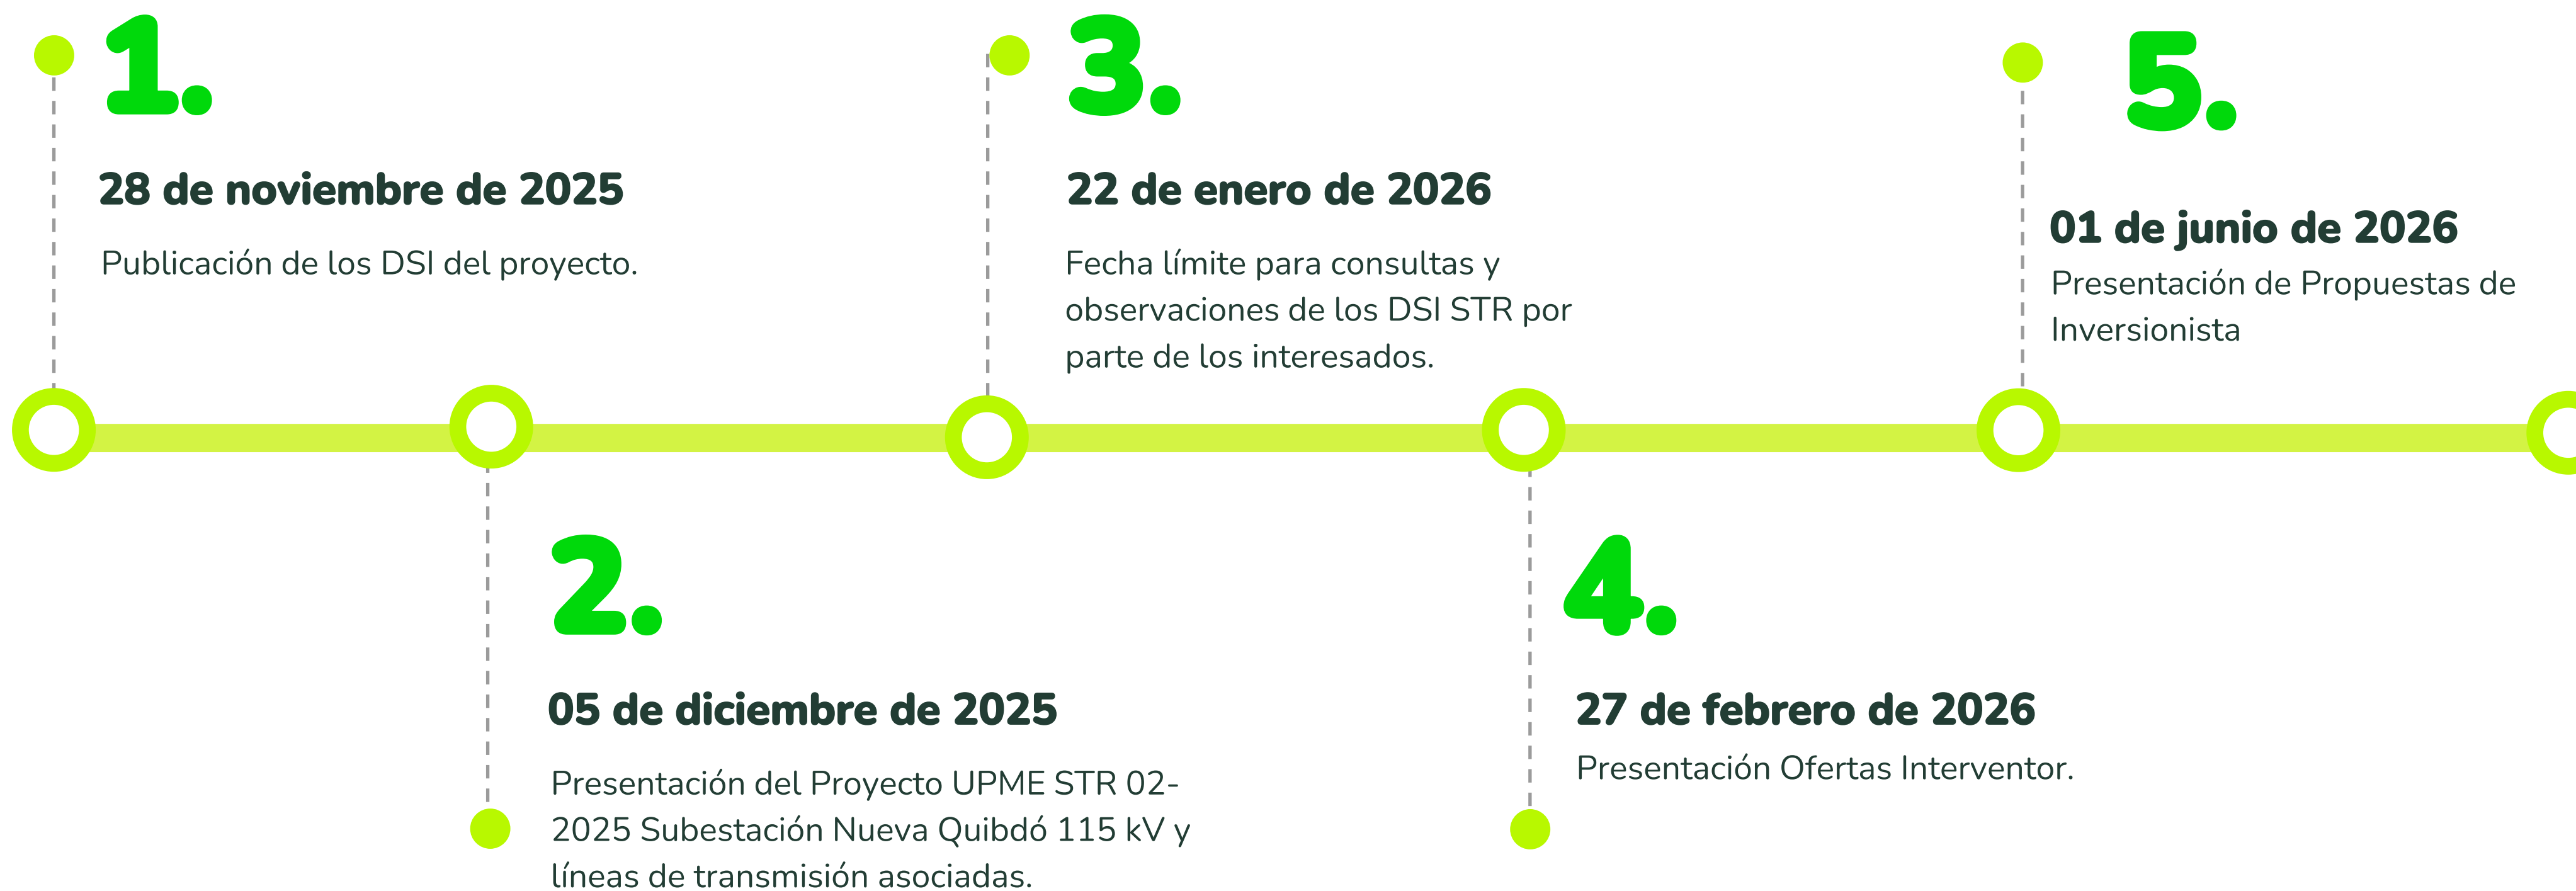 1.
28 de noviembre de 2025
Publicación de los DSI del proyecto.
2.
05 de diciembre de 2025
Presentación del Proyecto UPME STR 02-
2025 Subestación Nueva Quibdó 115 kV y
líneas de transmisión asociadas.
3.
22 de enero de 2026
Fecha límite para consultas y
observaciones de los DSI STR por
parte de los interesados.
4.
27 de febrero de 2026
Presentación Ofertas Interventor.
5.
01 de junio de 2026
Presentación de Propuestas de
Inversionista